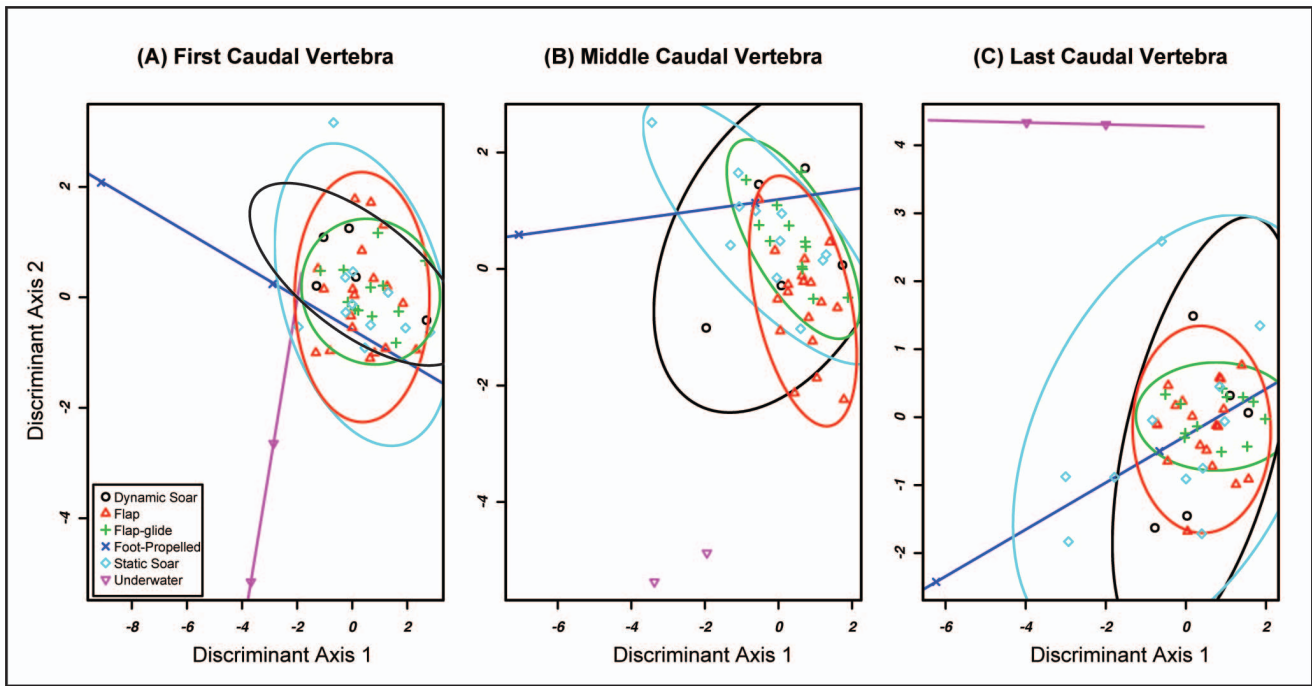 (A) First Caudal Vertebra
(B) Middle Caudal Vertebra
(C) Last Caudal Vertebra
Discriminant Axis 2
2
0
-2
-4
Dynamic Soar
Flap
Flap-glide
Foot-Propelled
Static Soar
Underwater
-8 -6 -4 -2 0 2
Discriminant Axis 1
2
0
-2
-4
-6 -4 -2 0 2
Discriminant Axis 1
4
3
2
1
0
-1
-2
-6 -4 -2 0 2
Discriminant Axis 1